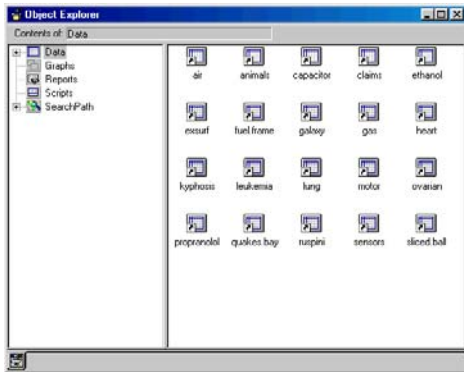 Object Explorer
Contents of: Data
Data
Graphs
Reports
Scripts
SearchPath
air animals capacitor claims ethanol
exsurf fuel.frame galaxy gas heart
kyphosis leukemia lung motor ovarian
propranolol quakes.bay ruspini sensors sliced.ball